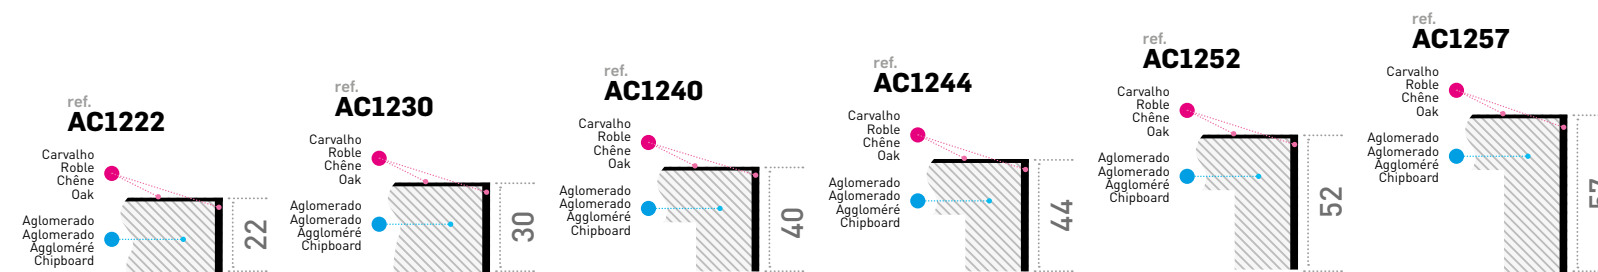 ref.
AC1222
Carvalho
Roble
Chêne
Oak
Aglomerado
Aglomerado
Aggloméré
Chipboard
22
ref.
AC1230
Carvalho
Roble
Chêne
Oak
Aglomerado
Aglomerado
Aggloméré
Chipboard
30
ref.
AC1240
Carvalho
Roble
Chêne
Oak
Aglomerado
Aglomerado
Aggloméré
Chipboard
40
ref.
AC1244
Carvalho
Roble
Chêne
Oak
Aglomerado
Aglomerado
Aggloméré
Chipboard
44
ref.
AC1252
Carvalho
Roble
Chêne
Oak
Aglomerado
Aglomerado
Aggloméré
Chipboard
52
ref.
AC1257
Carvalho
Roble
Chêne
Oak
Aglomerado
Aglomerado
Aggloméré
Chipboard
57